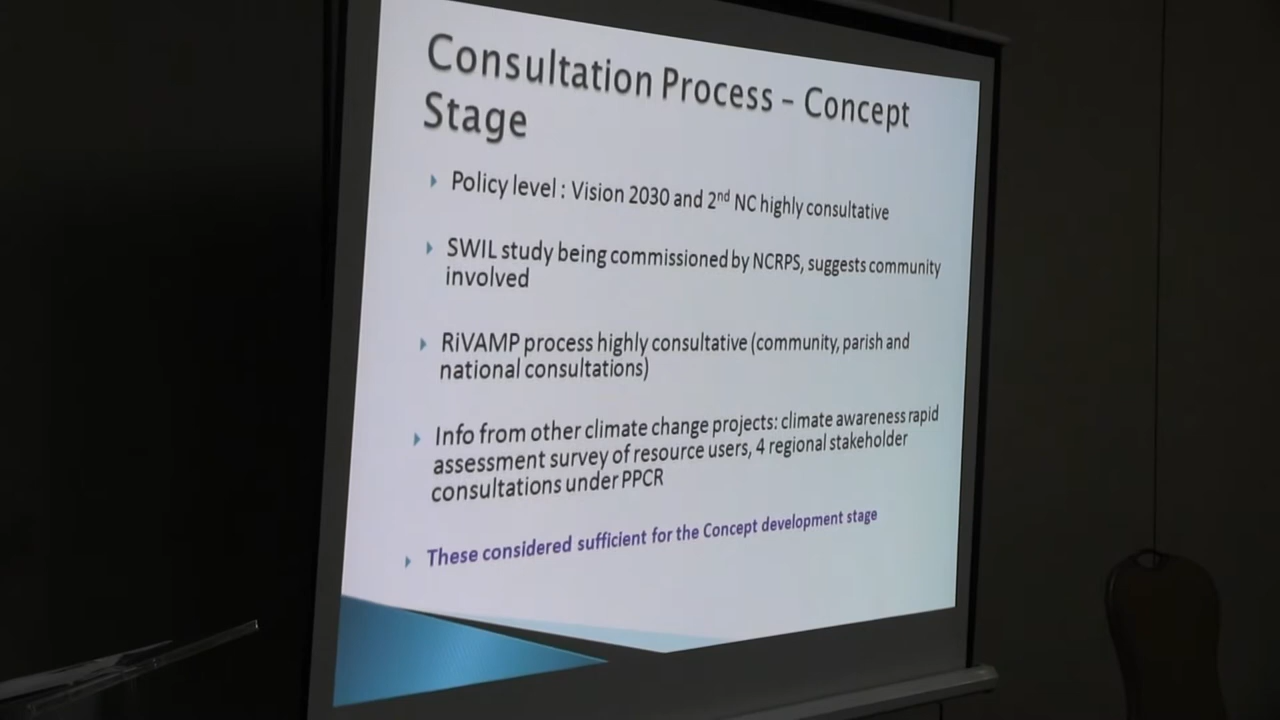 Consultation Process – Concept
Stage
Policy level : Vision 2030 and 2nd NC highly consultative
SWIL study being commissioned by NCRPS, suggests community
involved
RiVAMP process highly consultative (community, parish and
national consultations)
Info from other climate change projects: climate awareness rapid
assessment survey of resource users, 4 regional stakeholder
consultations under PPCR
These considered sufficient for the Concept development stage